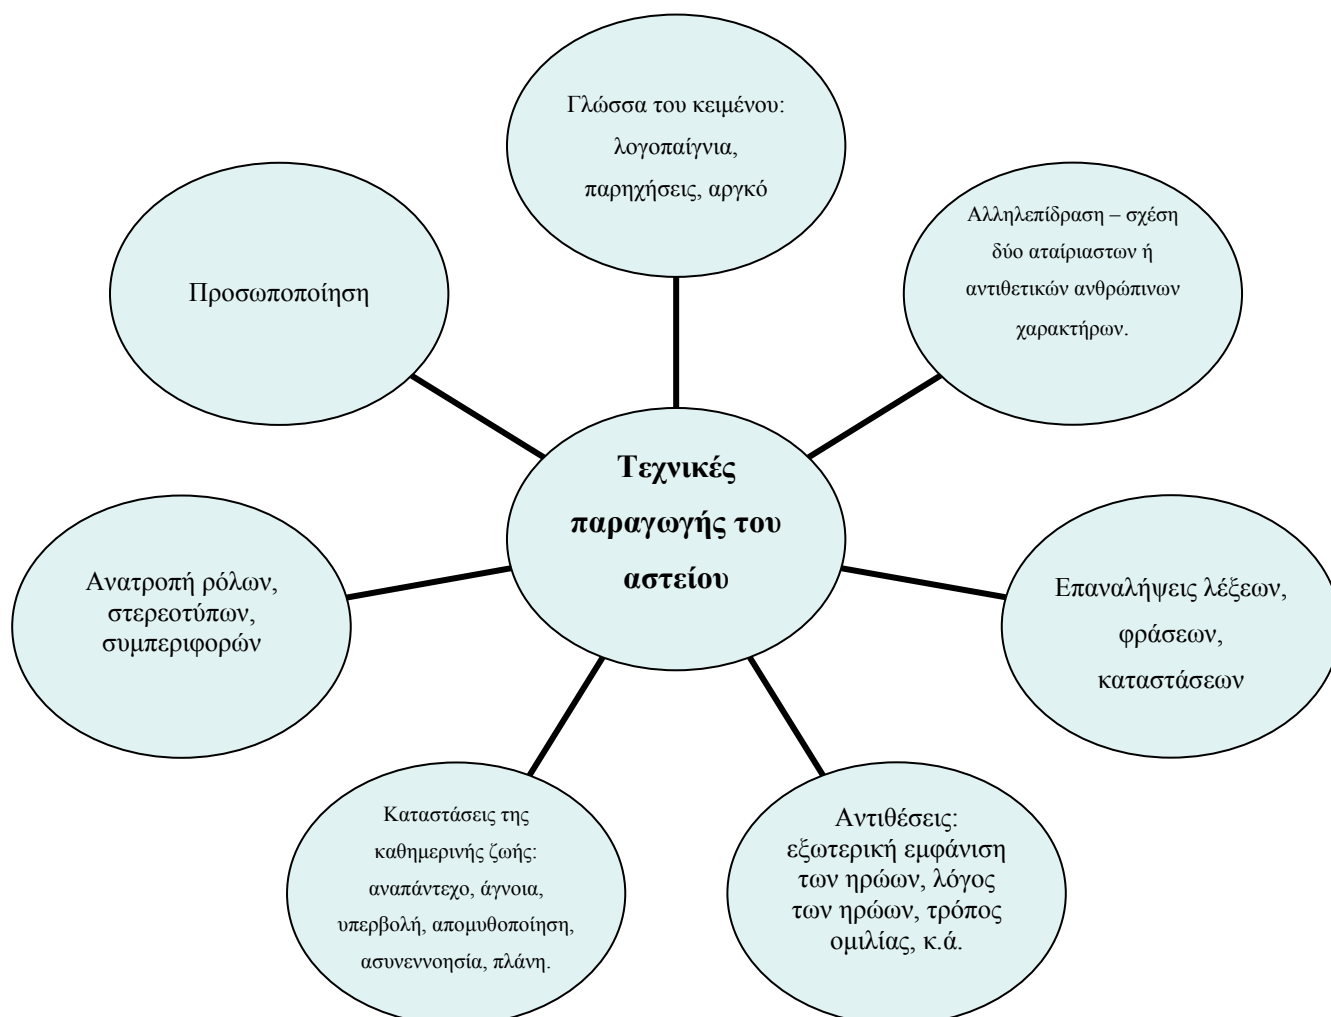 Γλώσσα του κειμένου:
λογοπαίγνια,
παρηχήσεις, αργκό
Αλληλεπίδραση – σχέση
δύο αταίριαστων ή
αντιθετικών ανθρώπινων
χαρακτήρων.
Προσωποποίηση
Τεχνικές
παραγωγής του
αστείου
Ανατροπή ρόλων,
στερεοτύπων,
συμπεριφορών
Επαναλήψεις λέξεων,
φράσεων,
καταστάσεων
Καταστάσεις της
καθημερινής ζωής:
αναπάντεχο, άγνοια,
υπερβολή, απομυθοποίηση,
ασυνεννοησία, πλάνη.
Αντιθέσεις:
εξωτερική εμφάνιση
των ηρώων, λόγος
των ηρώων, τρόπος
ομιλίας, κ.ά.